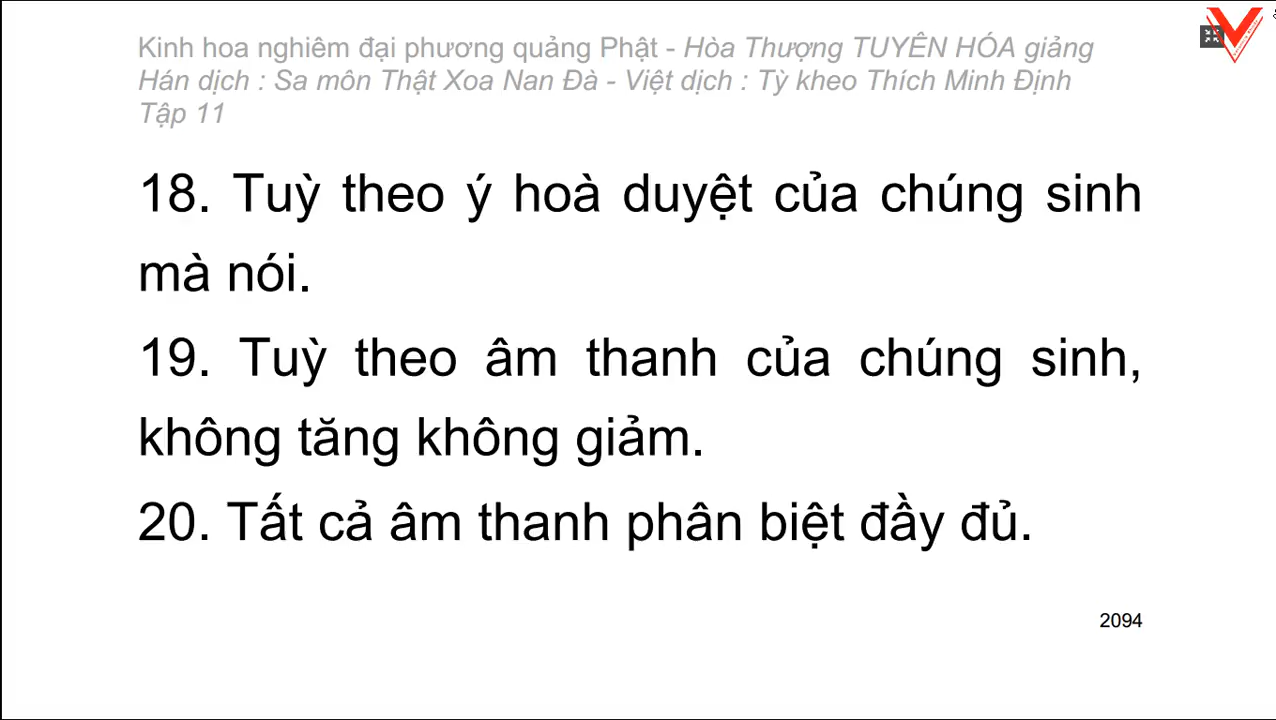 Kinh hoa nghiêm đại phương quảng Phật - Hòa Thượng TUYÊN HÓA giảng
Hán dịch : Sa môn Thật Xoa Nan Đà - Việt dịch : Tỳ kheo Thích Minh Định
Tập 11
18. Tuỳ theo ý hoà duyệt của chúng sinh
mà nói.
19. Tuỳ theo âm thanh của chúng sinh,
không tăng không giảm.
20. Tất cả âm thanh phân biệt đầy đủ.
2094